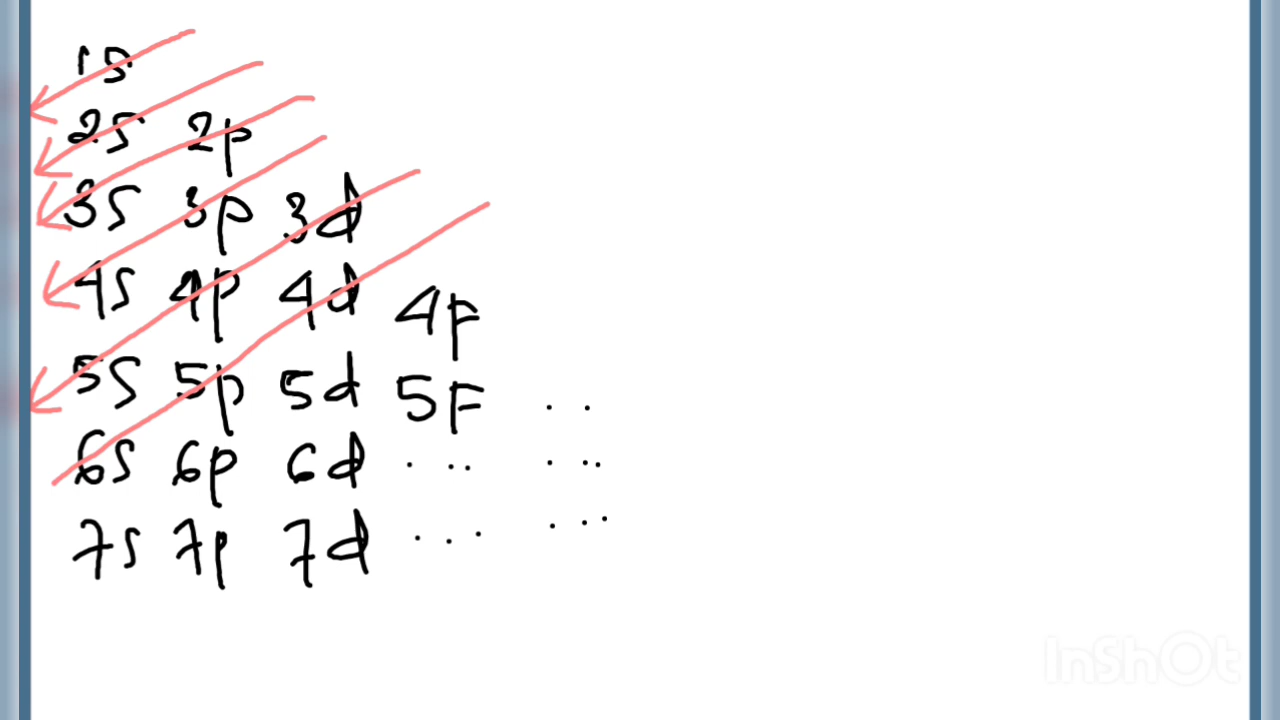 1s
2s 2p
3s 3p 3d
4s 4p 4d 4F
5s 5p 5d 5F ..
6s 6p 6d ... ...
7s 7p 7d ... ...
InShOt